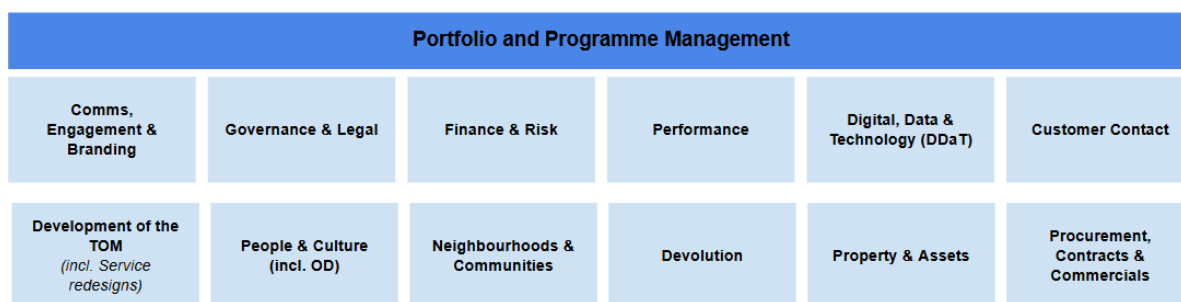 Portfolio and Programme Management
Comms,
Engagement &
Branding
Governance & Legal
Finance & Risk
Performance
Digital, Data &
Technology (DDaT)
Customer Contact
Development of the
TOM
(incl. Service
redesigns)
People & Culture
(incl. OD)
Neighbourhoods &
Communities
Devolution
Property & Assets
Procurement,
Contracts &
Commercials